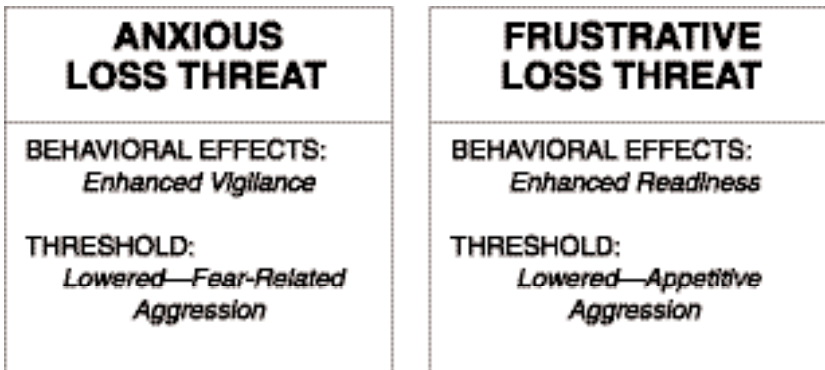 ANXIOUS
LOSS THREAT
BEHAVIORAL EFFECTS:
Enhanced Vigilance
THRESHOLD:
Lowered—Fear-Related
Aggression
FRUSTRATIVE
LOSS THREAT
BEHAVIORAL EFFECTS:
Enhanced Readiness
THRESHOLD:
Lowered—Appetitive
Aggression